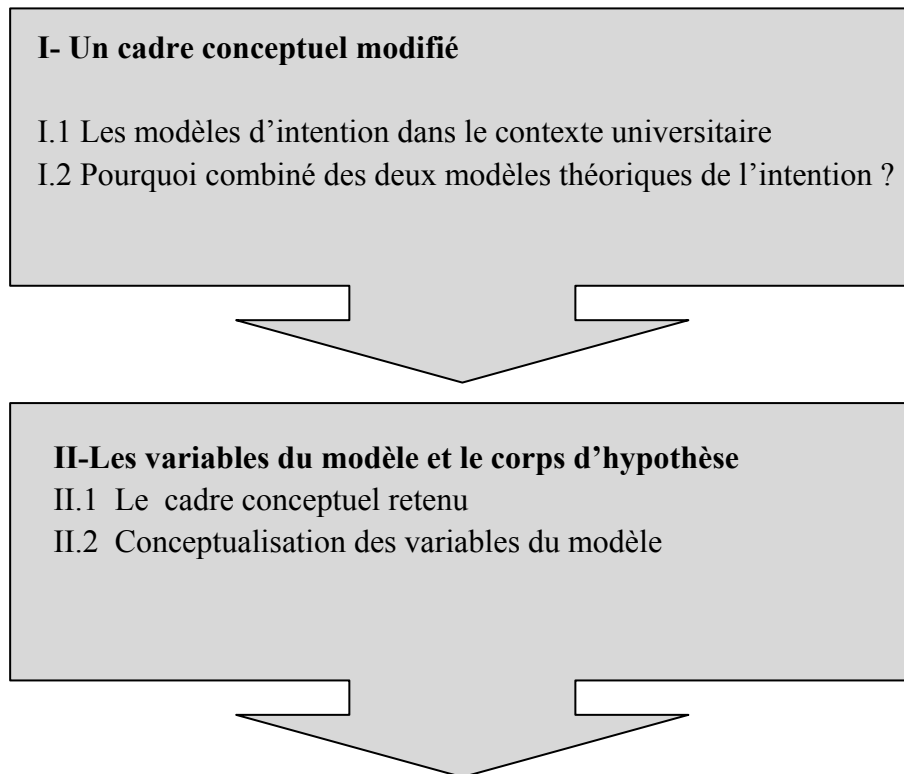 I- Un cadre conceptuel modifié
I.1 Les modèles d’intention dans le contexte universitaire
I.2 Pourquoi combiné des deux modèles théoriques de l’intention ?
II-Les variables du modèle et le corps d’hypothèse
II.1 Le cadre conceptuel retenu
II.2 Conceptualisation des variables du modèle